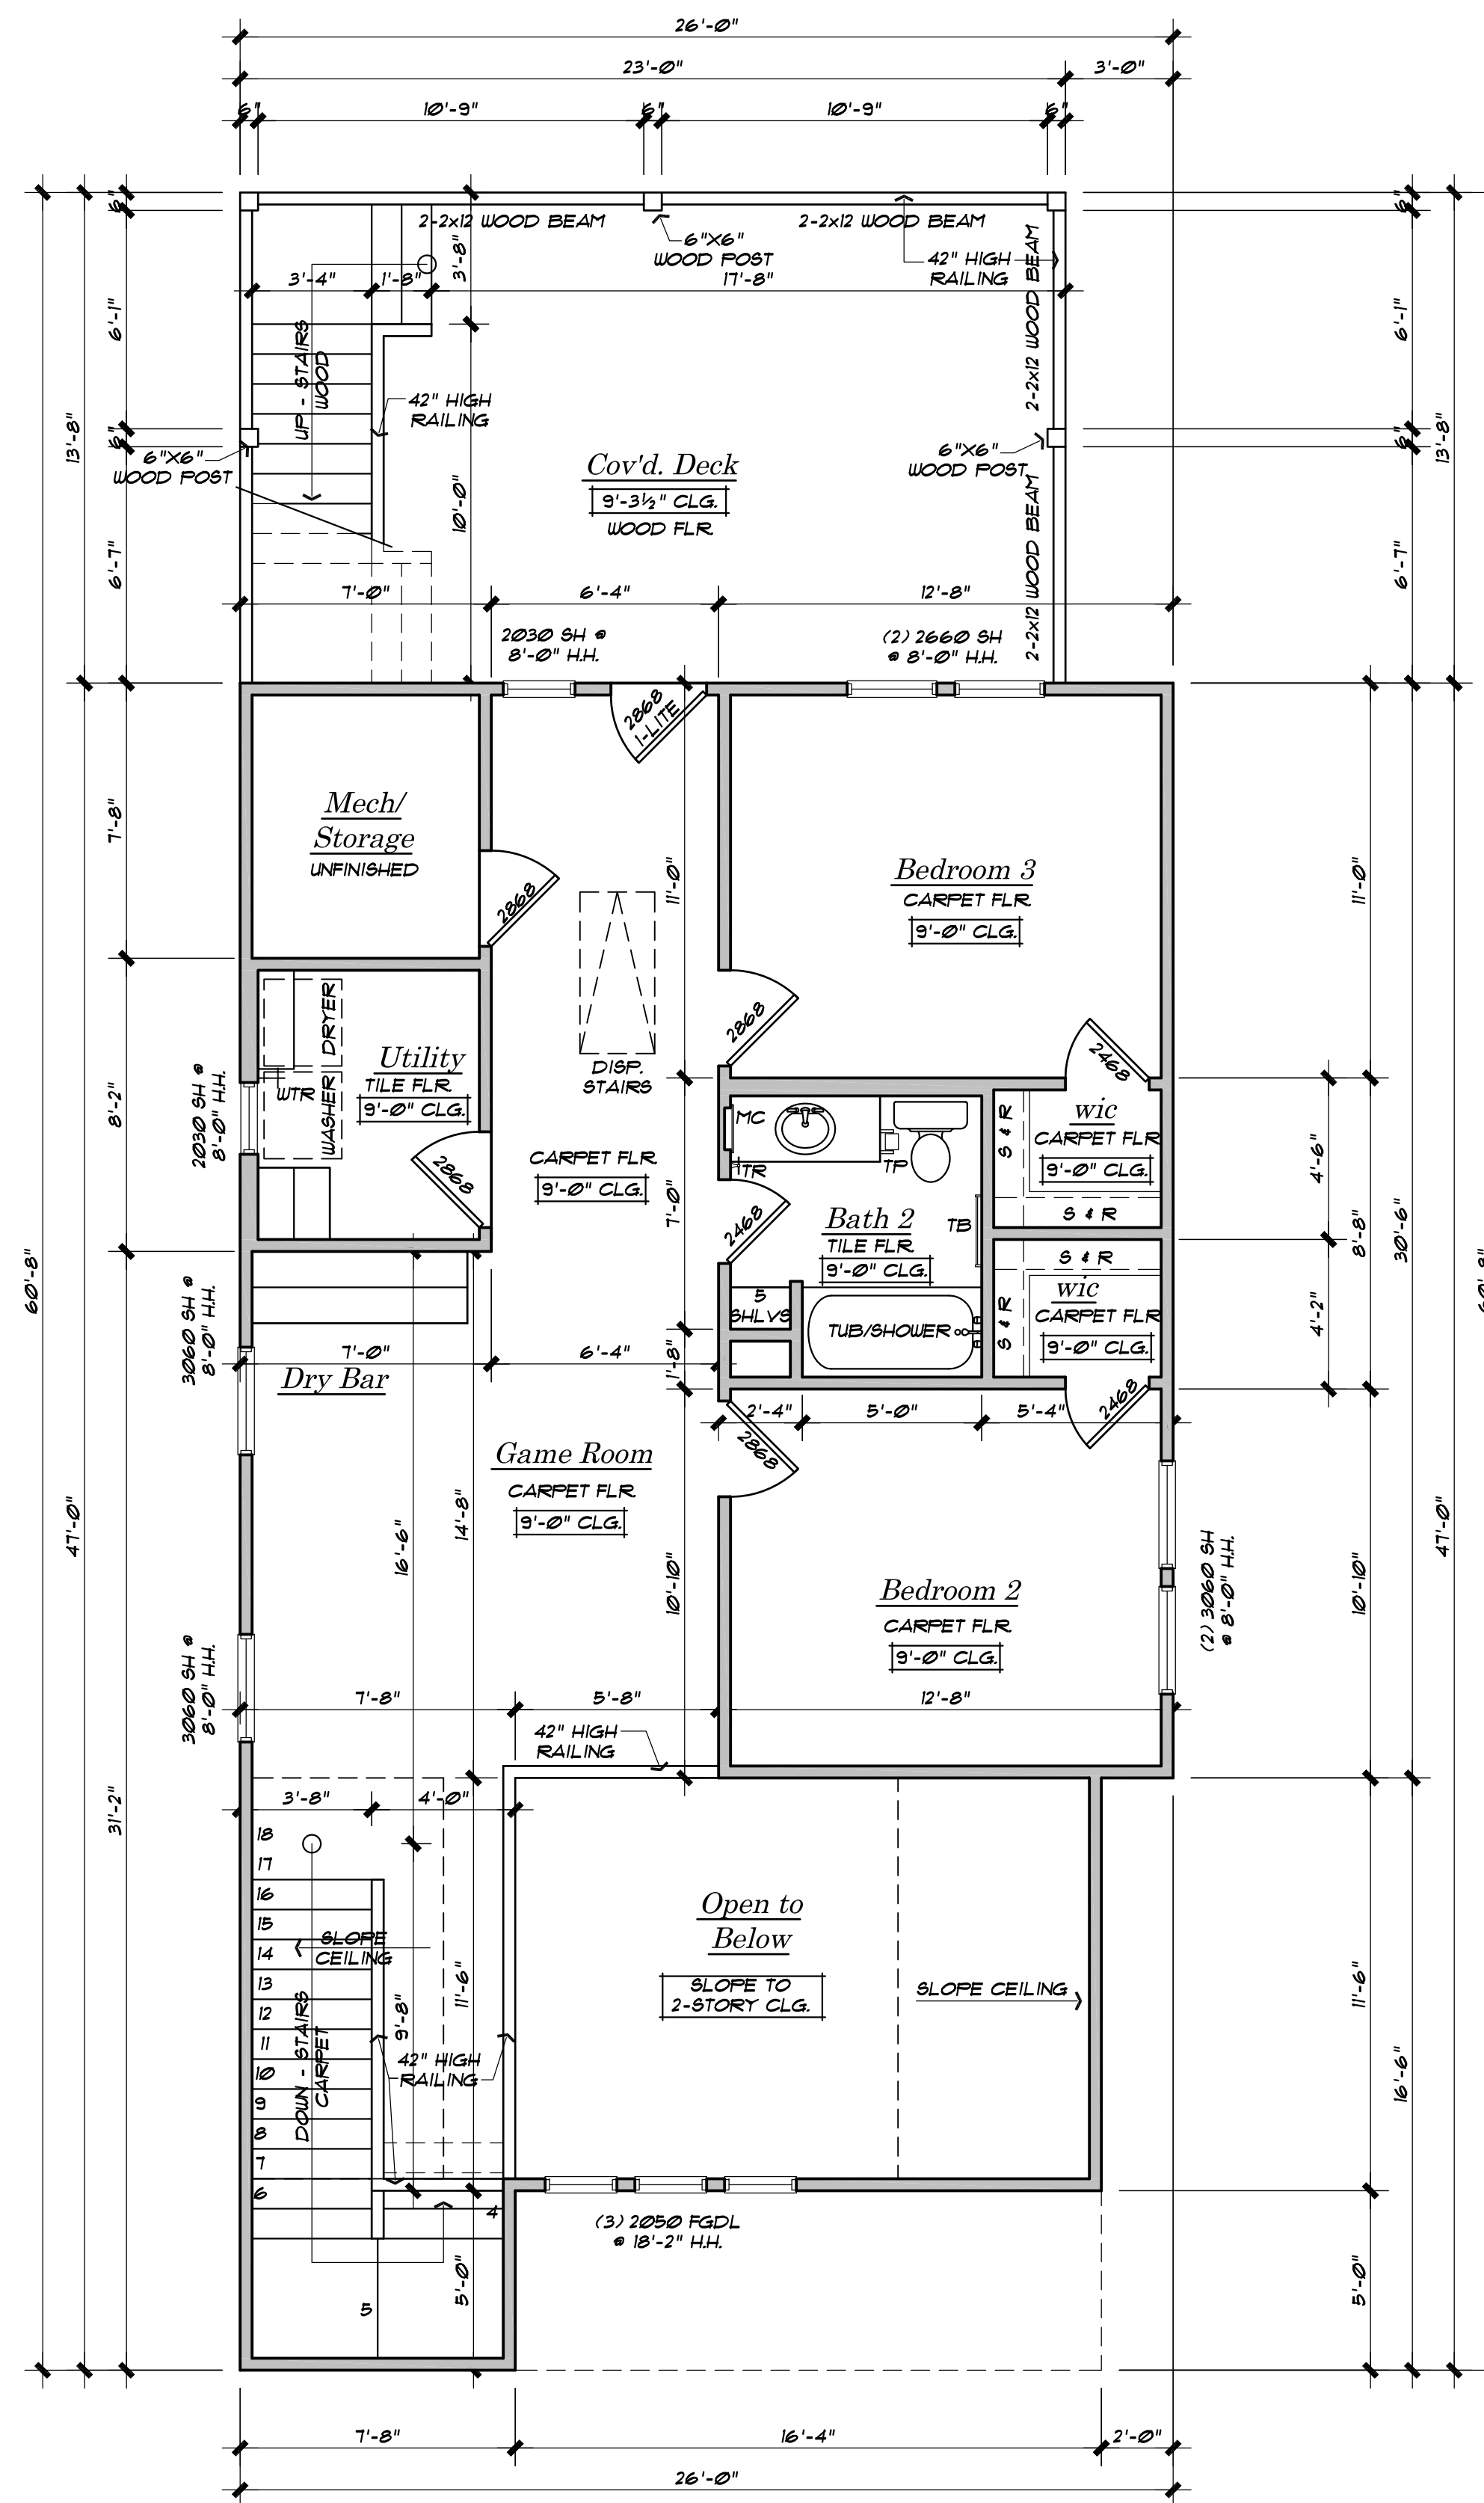 26'-0"
23'-0"
3'-0"
6"
10'-9"
6"
10'-9"
6"
6"
6"
2-2x12 WOOD BEAM
2-2x12 WOOD BEAM
6"X6"
WOOD POST
42" HIGH
RAILING
3'-8"
3'-4"
1'-8"
17'-8"
2-2x12 WOOD BEAM
6'-1"
6'-1"
UP - STAIRS
WOOD
42" HIGH
RAILING
13'-8"
13'-8"
6"
6"
6"X6"
WOOD POST
6"X6"
WOOD POST
Cov'd. Deck
9'-3½" CLG.
WOOD FLR.
10'-0"
2-2x12 WOOD BEAM
6'-7"
6'-7"
7'-0"
6'-4"
12'-8"
2030 SH @
8'-0" H.H.
(2) 2660 SH
@ 8'-0" H.H.
2868
1-LITE
Mech/
Storage
UNFINISHED
7'-8"
2868
11'-0"
Bedroom 3
CARPET FLR.
9'-0" CLG.
11'-0"
2868
2468
DISP.
STAIRS
DRYER
WASHER
WTR
Utility
TILE FLR.
9'-0" CLG.
2030 SH @
8'-0" H.H.
8'-2"
2868
CARPET FLR.
9'-0" CLG.
7'-0"
MC
TR
TP
TB
2468
Bath 2
TILE FLR.
9'-0" CLG.
S & R
wic
CARPET FLR.
9'-0" CLG.
S & R
4'-6"
8'-8"
30'-6"
S & R
wic
CARPET FLR.
9'-0" CLG.
S & R
4'-2"
5
SHLVS
TUB/SHOWER
60'-8"
60'-8"
3060 SH @
8'-0" H.H.
7'-0"
6'-4"
1'-8"
Dry Bar
2'-4"
5'-0"
5'-4"
2468
2868
Game Room
CARPET FLR.
9'-0" CLG.
16'-6"
14'-8"
10'-10"
47'-0"
47'-0"
Bedroom 2
CARPET FLR.
9'-0" CLG.
(2) 3060 SH
@ 8'-0" H.H.
10'-10"
3060 SH @
8'-0" H.H.
7'-8"
5'-8"
12'-8"
42" HIGH
RAILING
31'-2"
3'-8"
4'-0"
18
17
16
15
14
13
12
11
10
9
8
7
6
5
4
SLOPE
CEILING
DOWN - STAIRS
CARPET
9'-8"
11'-6"
42" HIGH
RAILING
Open to
Below
SLOPE TO
2-STORY CLG.
SLOPE CEILING
11'-6"
16'-6"
(3) 2050 FGDL
@ 18'-2" H.H.
5'-0"
5'-0"
7'-8"
16'-4"
2'-0"
26'-0"